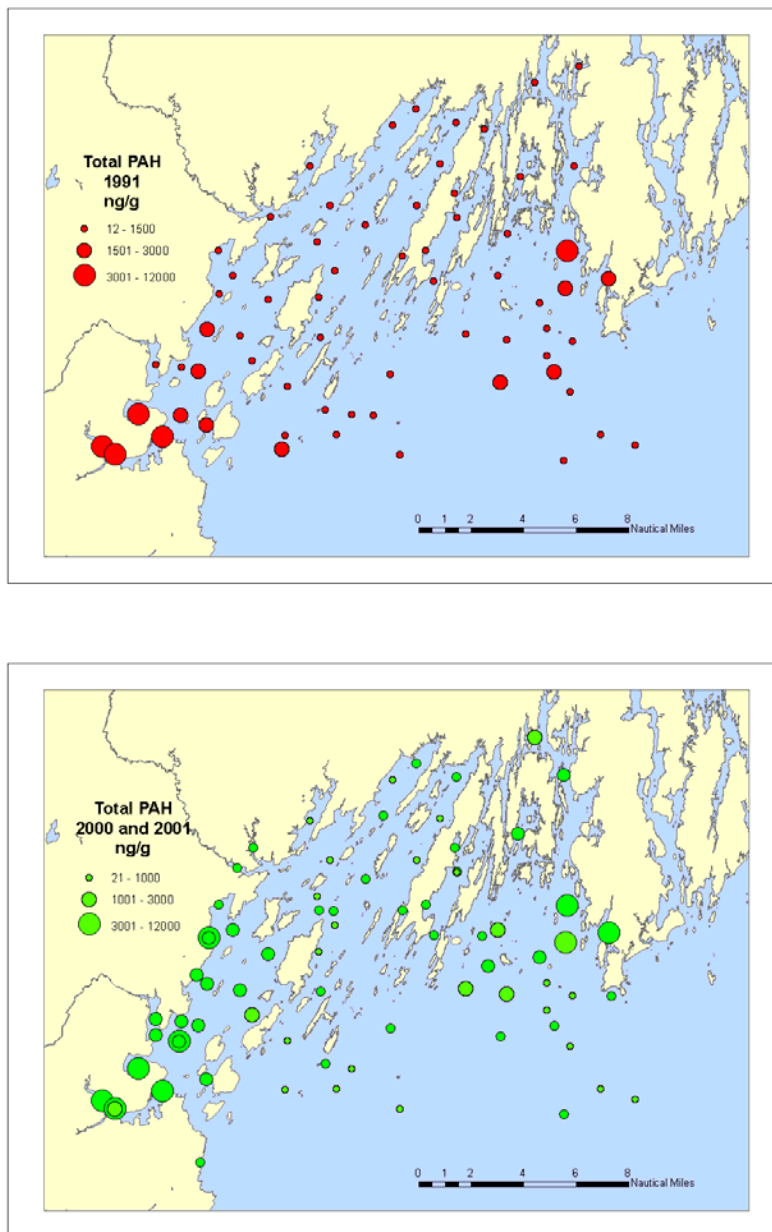 Total PAH
1991
ng/g
12 - 1500
1501 - 3000
3001 - 12000
0 1 2 4 6 8
Nautical Miles
Total PAH
2000 and 2001
ng/g
21 - 1000
1001 - 3000
3001 - 12000
0 1 2 4 6 8
Nautical Miles